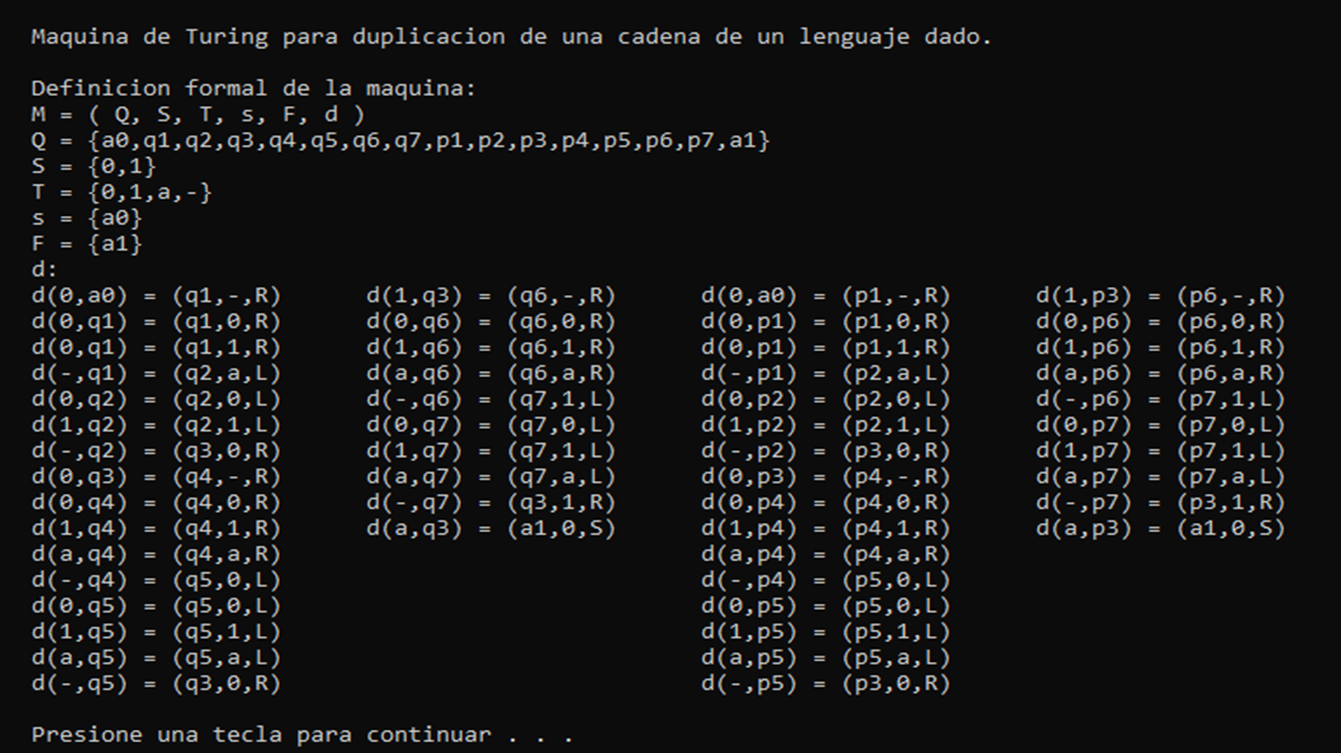 Maquina de Turing para duplicacion de una cadena de un lenguaje dado.
Definicion formal de la maquina:
M = ( Q, S, T, s, F, d )
Q = {a0,q1,q2,q3,q4,q5,q6,q7,p1,p2,p3,p4,p5,p6,p7,a1}
S = {0,1}
T = {0,1,a,-}
s = {a0}
F = {a1}
d:
d(0,a0) = (q1,-,R) d(1,q3) = (q6,-,R) d(0,a0) = (p1,-,R) d(1,p3) = (p6,-,R)
d(0,q1) = (q1,0,R) d(0,q6) = (q6,0,R) d(0,p1) = (p1,0,R) d(0,p6) = (p6,0,R)
d(0,q1) = (q1,1,R) d(1,q6) = (q6,1,R) d(0,p1) = (p1,1,R) d(1,p6) = (p6,1,R)
d(-,q1) = (q2,a,L) d(a,q6) = (q6,a,R) d(-,p1) = (p2,a,L) d(a,p6) = (p6,a,R)
d(0,q2) = (q2,0,L) d(-,q6) = (q7,1,L) d(0,p2) = (p2,0,L) d(-,p6) = (p7,1,L)
d(1,q2) = (q2,1,L) d(0,q7) = (q7,0,L) d(1,p2) = (p2,1,L) d(0,p7) = (p7,0,L)
d(-,q2) = (q3,0,R) d(1,q7) = (q7,1,L) d(-,p2) = (p3,0,R) d(1,p7) = (p7,1,L)
d(0,q3) = (q4,-,R) d(a,q7) = (q7,a,L) d(0,p3) = (p4,-,R) d(a,p7) = (p7,a,L)
d(0,q4) = (q4,0,R) d(-,q7) = (q3,1,R) d(0,p4) = (p4,0,R) d(-,p7) = (p3,1,R)
d(1,q4) = (q4,1,R) d(a,q3) = (a1,0,S) d(1,p4) = (p4,1,R) d(a,p3) = (a1,0,S)
d(a,q4) = (q4,a,R) d(a,p4) = (p4,a,R)
d(-,q4) = (q5,0,L) d(-,p4) = (p5,0,L)
d(0,q5) = (q5,0,L) d(0,p5) = (p5,0,L)
d(1,q5) = (q5,1,L) d(1,p5) = (p5,1,L)
d(a,q5) = (q5,a,L) d(a,p5) = (p5,a,L)
d(-,q5) = (q3,0,R) d(-,p5) = (p3,0,R)
Presione una tecla para continuar . . .